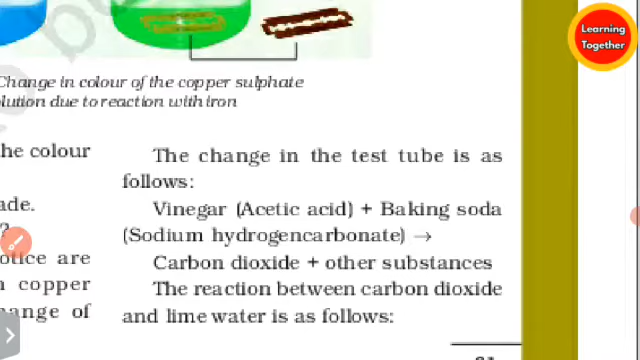 Learning
Together
Change in colour of the copper sulphate
solution due to reaction with iron
he colour
ade.
?
otice are
copper
ange of
The change in the test tube is as
follows:
Vinegar (Acetic acid) + Baking soda
(Sodium hydrogencarbonate) →
Carbon dioxide + other substances
The reaction between carbon dioxide
and lime water is as follows: